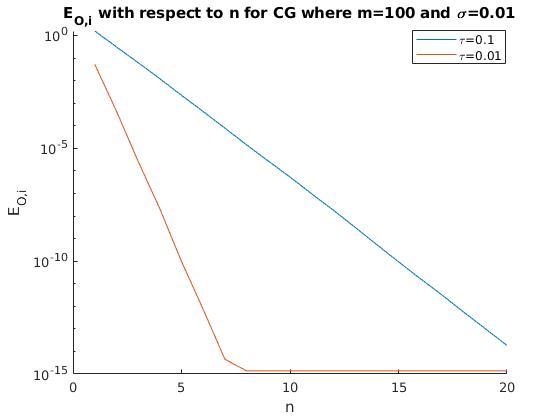 E_{O,i} with respect to n for CG where m=100 and σ=0.01
τ=0.1
τ=0.01
10^0
10^{-5}
10^{-10}
10^{-15}
E_{O,i}
0
5
10
15
20
n